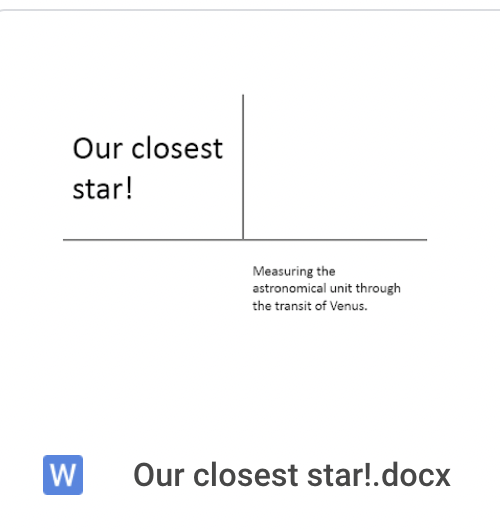 Our closest
star!
Measuring the
astronomical unit through
the transit of Venus.
W
Our closest star!.docx